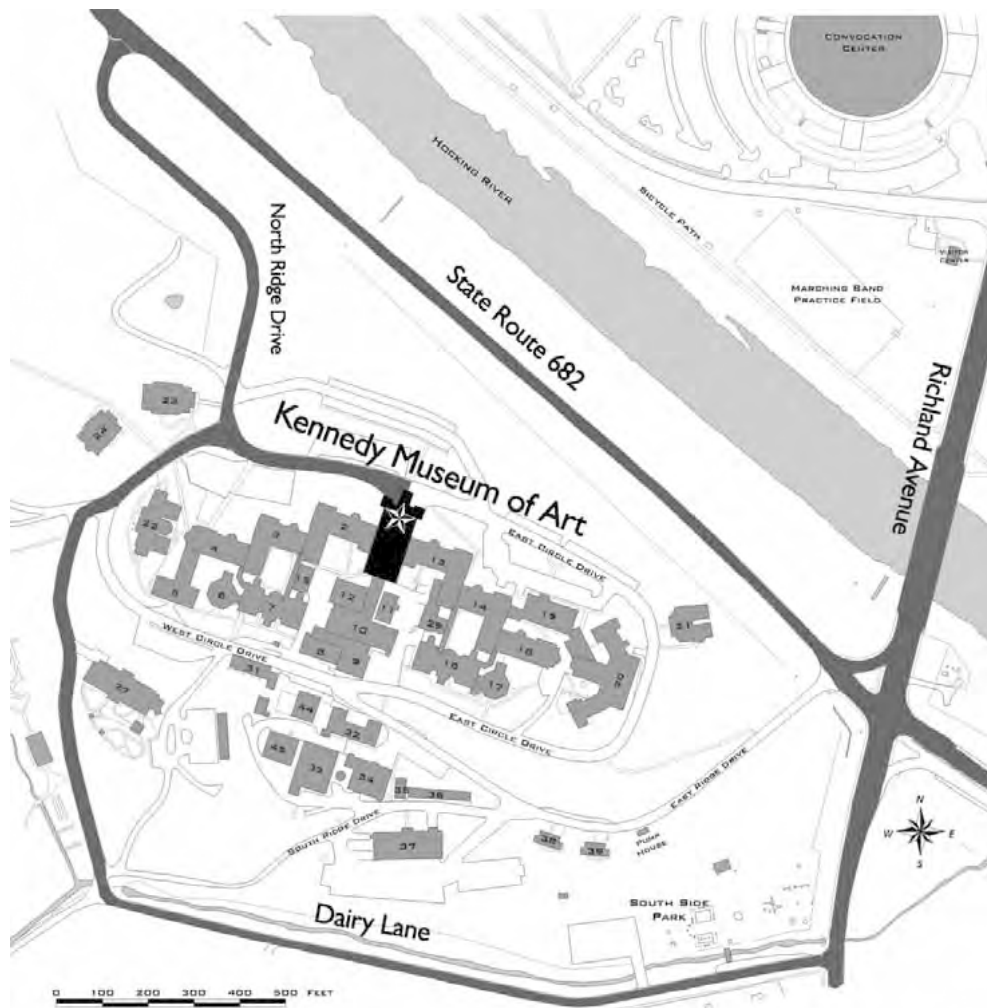 CONVOCATION
CENTER
HOCKING RIVER
BICYCLE PATH
VISITOR
CENTER
MARCHING BAND
PRACTICE FIELD
North Ridge Drive
State Route 682
Richland Avenue
23
24
Kennedy Museum of Art
EAST CIRCLE DRIVE
22
2
3
4
13
5
6
7
15
12
11
14
19
29
10
21
18
WEST CIRCLE DRIVE
8
9
16
17
20
31
27
44
32
EAST CIRCLE DRIVE
45
33
34
35
36
EAST RIDGE DRIVE
SOUTH RIDGE DRIVE
37
38
39
PUMP
HOUSE
N
W
E
S
SOUTH SIDE
PARK
Dairy Lane
0 100 200 300 400 500 FEET